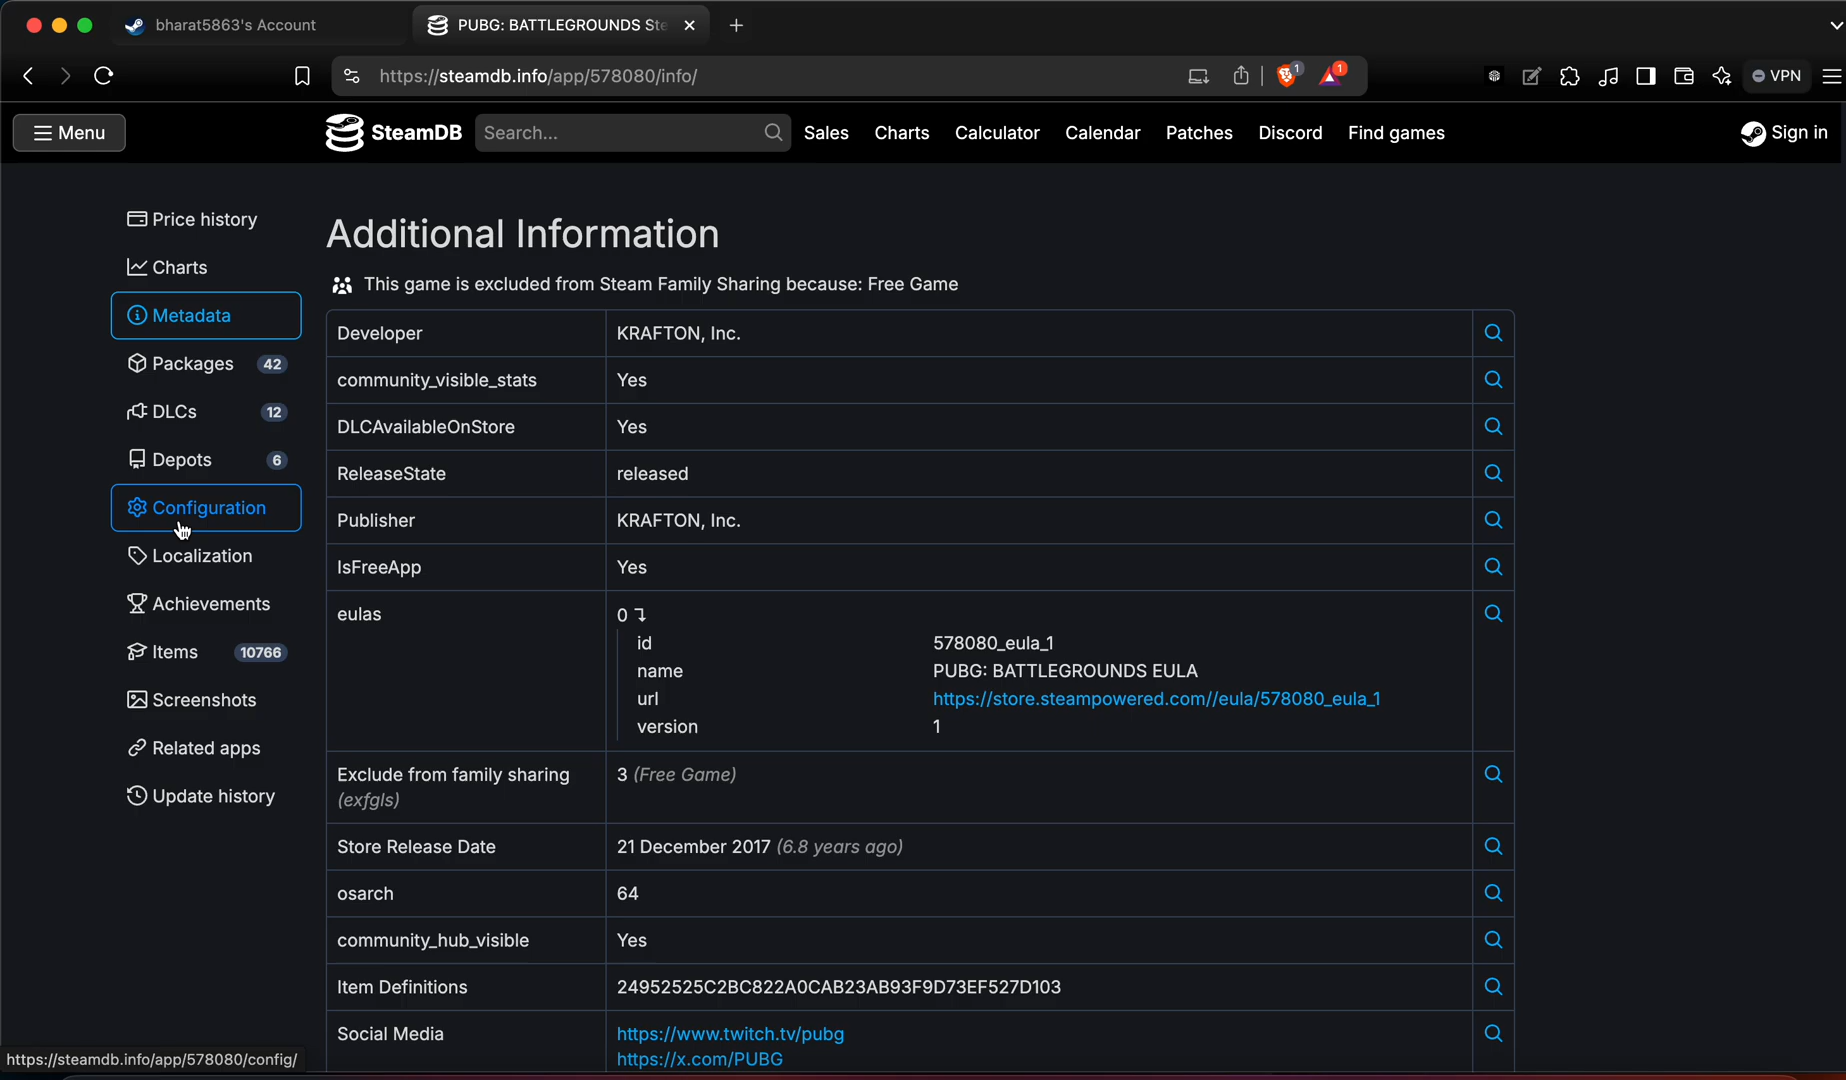 bharat5863's Account
PUBG: BATTLEGROUNDS Ste
https://steamdb.info/app/578080/info/
1
1
VPN
Menu
SteamDB
Search...
Sales
Charts
Calculator
Calendar
Patches
Discord
Find games
Sign in
Price history
Charts
Metadata
Packages 42
DLCs 12
Depots 6
Configuration
Localization
Achievements
Items 10766
Screenshots
Related apps
Update history
Additional Information
This game is excluded from Steam Family Sharing because: Free Game
Developer KRAFTON, Inc.
community_visible_stats Yes
DLCAvailableOnStore Yes
ReleaseState released
Publisher KRAFTON, Inc.
IsFreeApp Yes
eulas 0
id 578080_eula_1
name PUBG: BATTLEGROUNDS EULA
url https://store.steampowered.com//eula/578080_eula_1
version 1
Exclude from family sharing 3 (Free Game)
(exfgls)
Store Release Date 21 December 2017 (6.8 years ago)
osarch 64
community_hub_visible Yes
Item Definitions 24952525C2BC822A0CAB23AB93F9D73EF527D103
Social Media https://www.twitch.tv/pubg
https://x.com/PUBG
https://steamdb.info/app/578080/config/